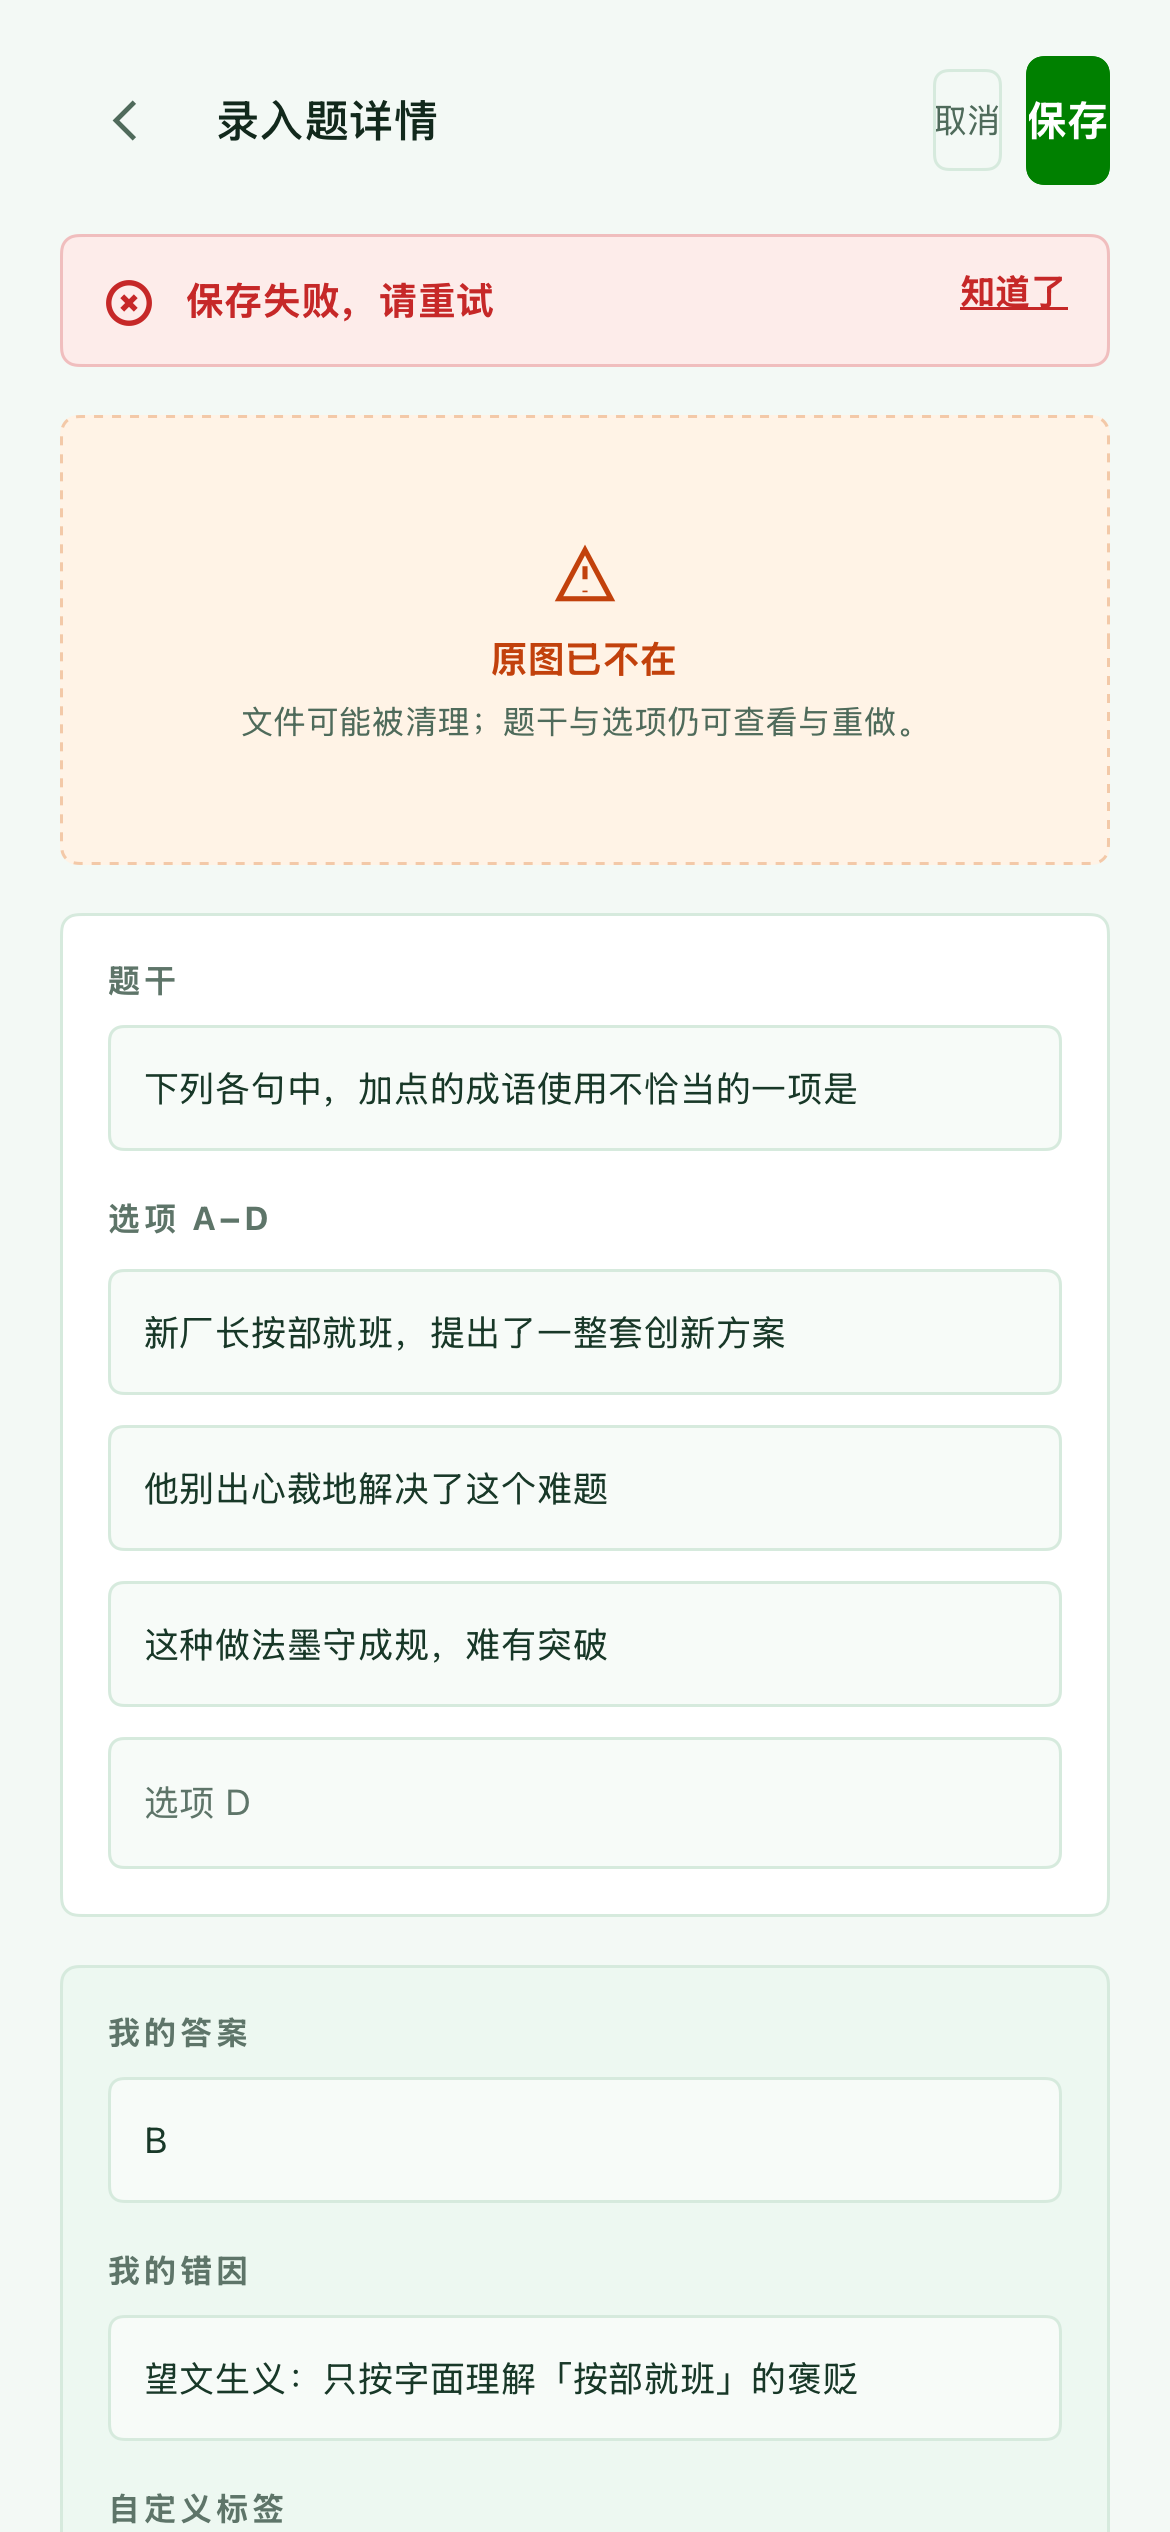 录入题详情
取消
保存
保存失败，请重试
知道了
原图已不在
文件可能被清理；题干与选项仍可查看与重做。
题干
下列各句中，加点的成语使用不恰当的一项是
选项 A–D
新厂长按部就班，提出了一整套创新方案
他别出心裁地解决了这个难题
这种做法墨守成规，难有突破
选项 D
我的答案
B
我的错因
望文生义：只按字面理解「按部就班」的褒贬
自定义标签